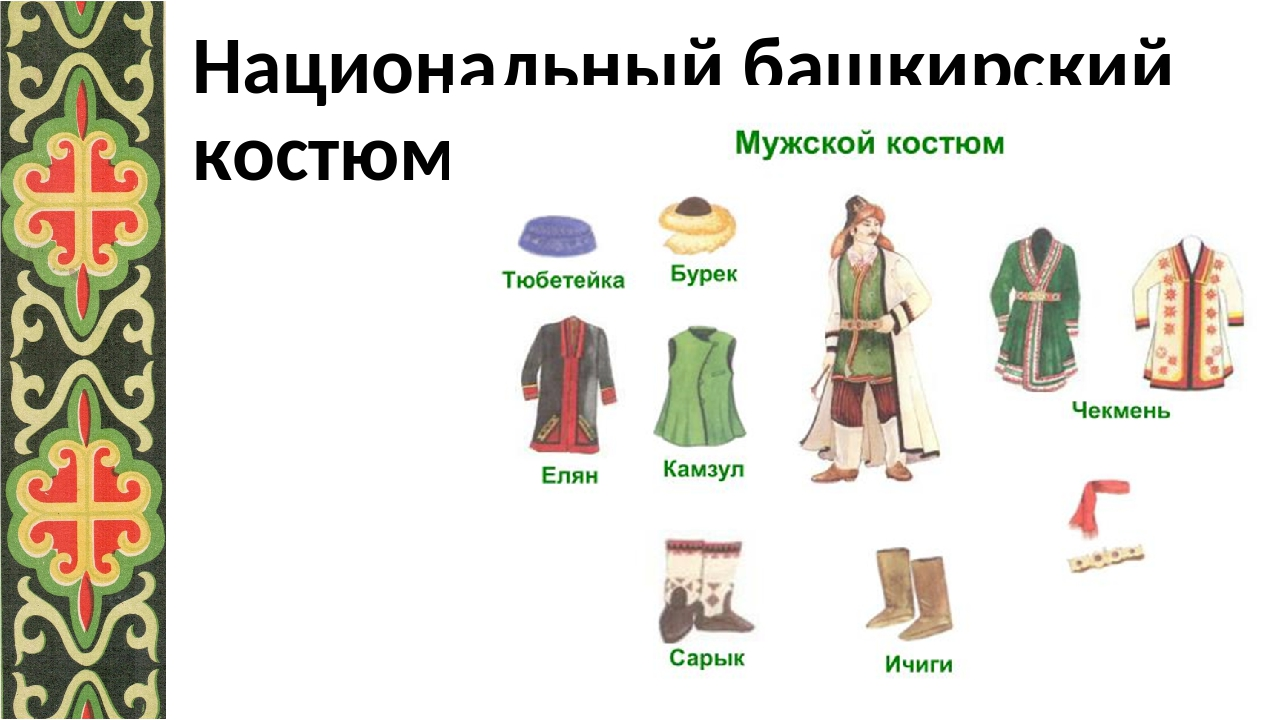 Национальный башкирский
костюм
Мужской костюм
Тюбетейка
Бурек
Чекмень
Елян
Камзул
Сарык
Ичиги